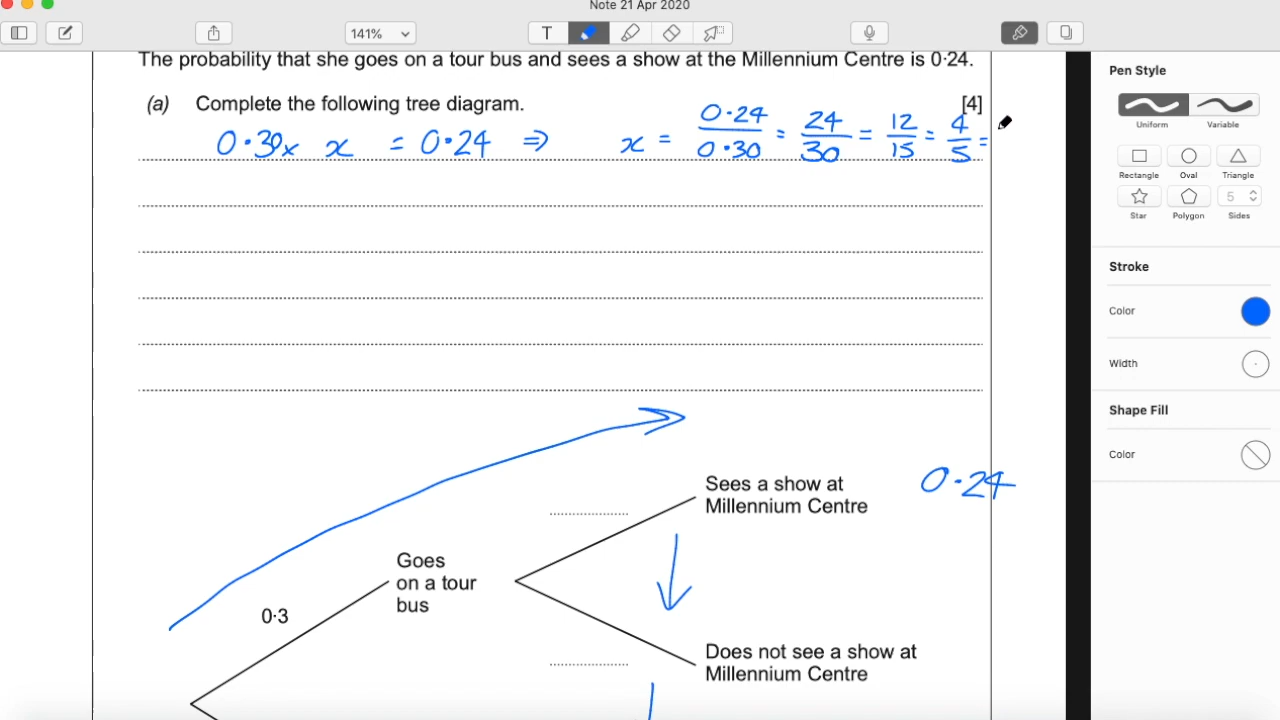 Note 21 Apr 2020
141%
T
The probability that she goes on a tour bus and sees a show at the Millennium Centre is 0·24.
(a) Complete the following tree diagram. [4]
0·30 × x = 0·24 ⇒ x = 0·24/0·30 = 24/30 = 12/15 = 4/5 =
Sees a show at
Millennium Centre
0·24
Goes
on a tour
bus
0·3
Does not see a show at
Millennium Centre
Pen Style
Uniform Variable
Rectangle Oval Triangle
5
Star Polygon Sides
Stroke
Color
Width
Shape Fill
Color